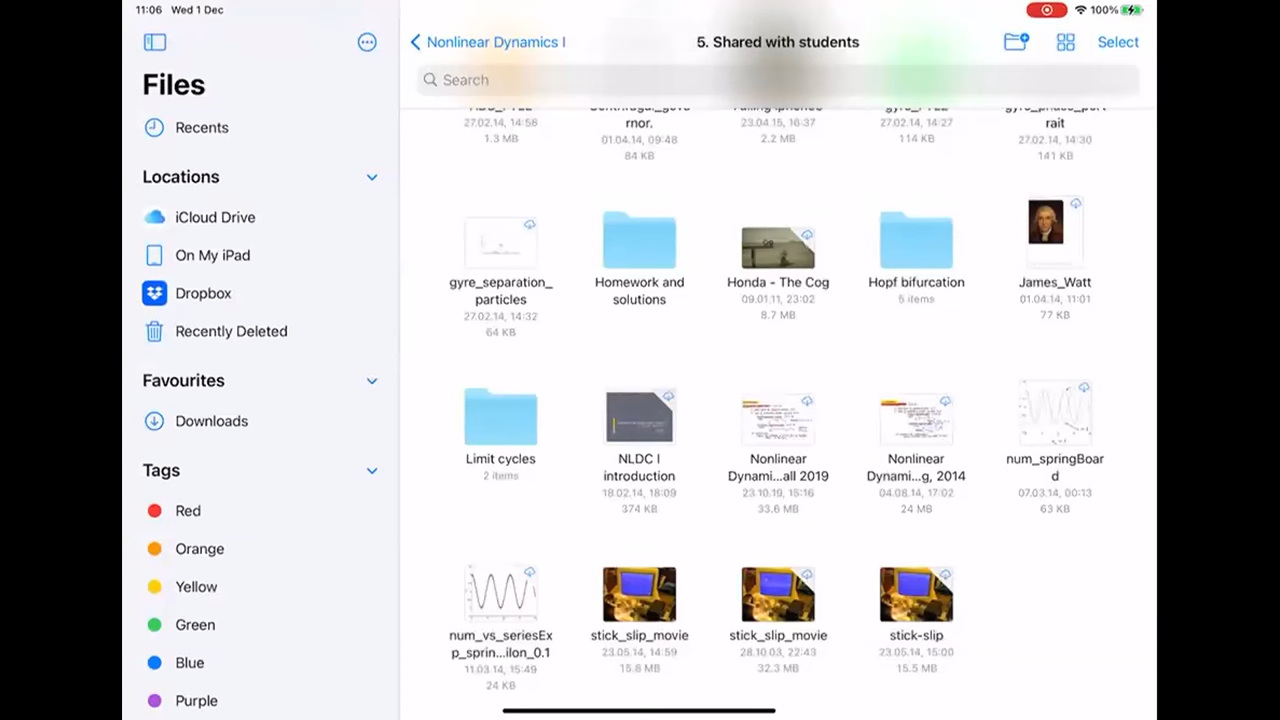 11:06 Wed 1 Dec
100%
Files
Recents
Locations
iCloud Drive
On My iPad
Dropbox
Recently Deleted
Favourites
Downloads
Tags
Red
Orange
Yellow
Green
Blue
Purple
Nonlinear Dynamics I
5. Shared with students
Select
Search
27.02.14, 14:58
1.3 MB
rnor.
01.04.14, 09:48
84 KB
23.04.15, 16:37
2.2 MB
27.02.14, 14:27
114 KB
rait
27.02.14, 14:30
141 KB
gyre_separation_
particles
27.02.14, 14:32
64 KB
Homework and
solutions
Honda - The Cog
09.01.11, 23:02
8.7 MB
Hopf bifurcation
5 items
James_Watt
01.04.14, 11:01
77 KB
Limit cycles
2 items
NLDC I
introduction
18.02.14, 18:09
374 KB
Nonlinear
Dynami...all 2019
23.10.19, 15:16
33.6 MB
Nonlinear
Dynami...g, 2014
04.08.14, 17:02
24 MB
num_springBoar
d
07.03.14, 00:13
63 KB
num_vs_seriesEx
p_sprin...ilon_0.1
11.03.14, 15:49
24 KB
stick_slip_movie
23.05.14, 14:59
15.8 MB
stick_slip_movie
28.10.03, 22:43
32.3 MB
stick-slip
23.05.14, 15:00
15.5 MB